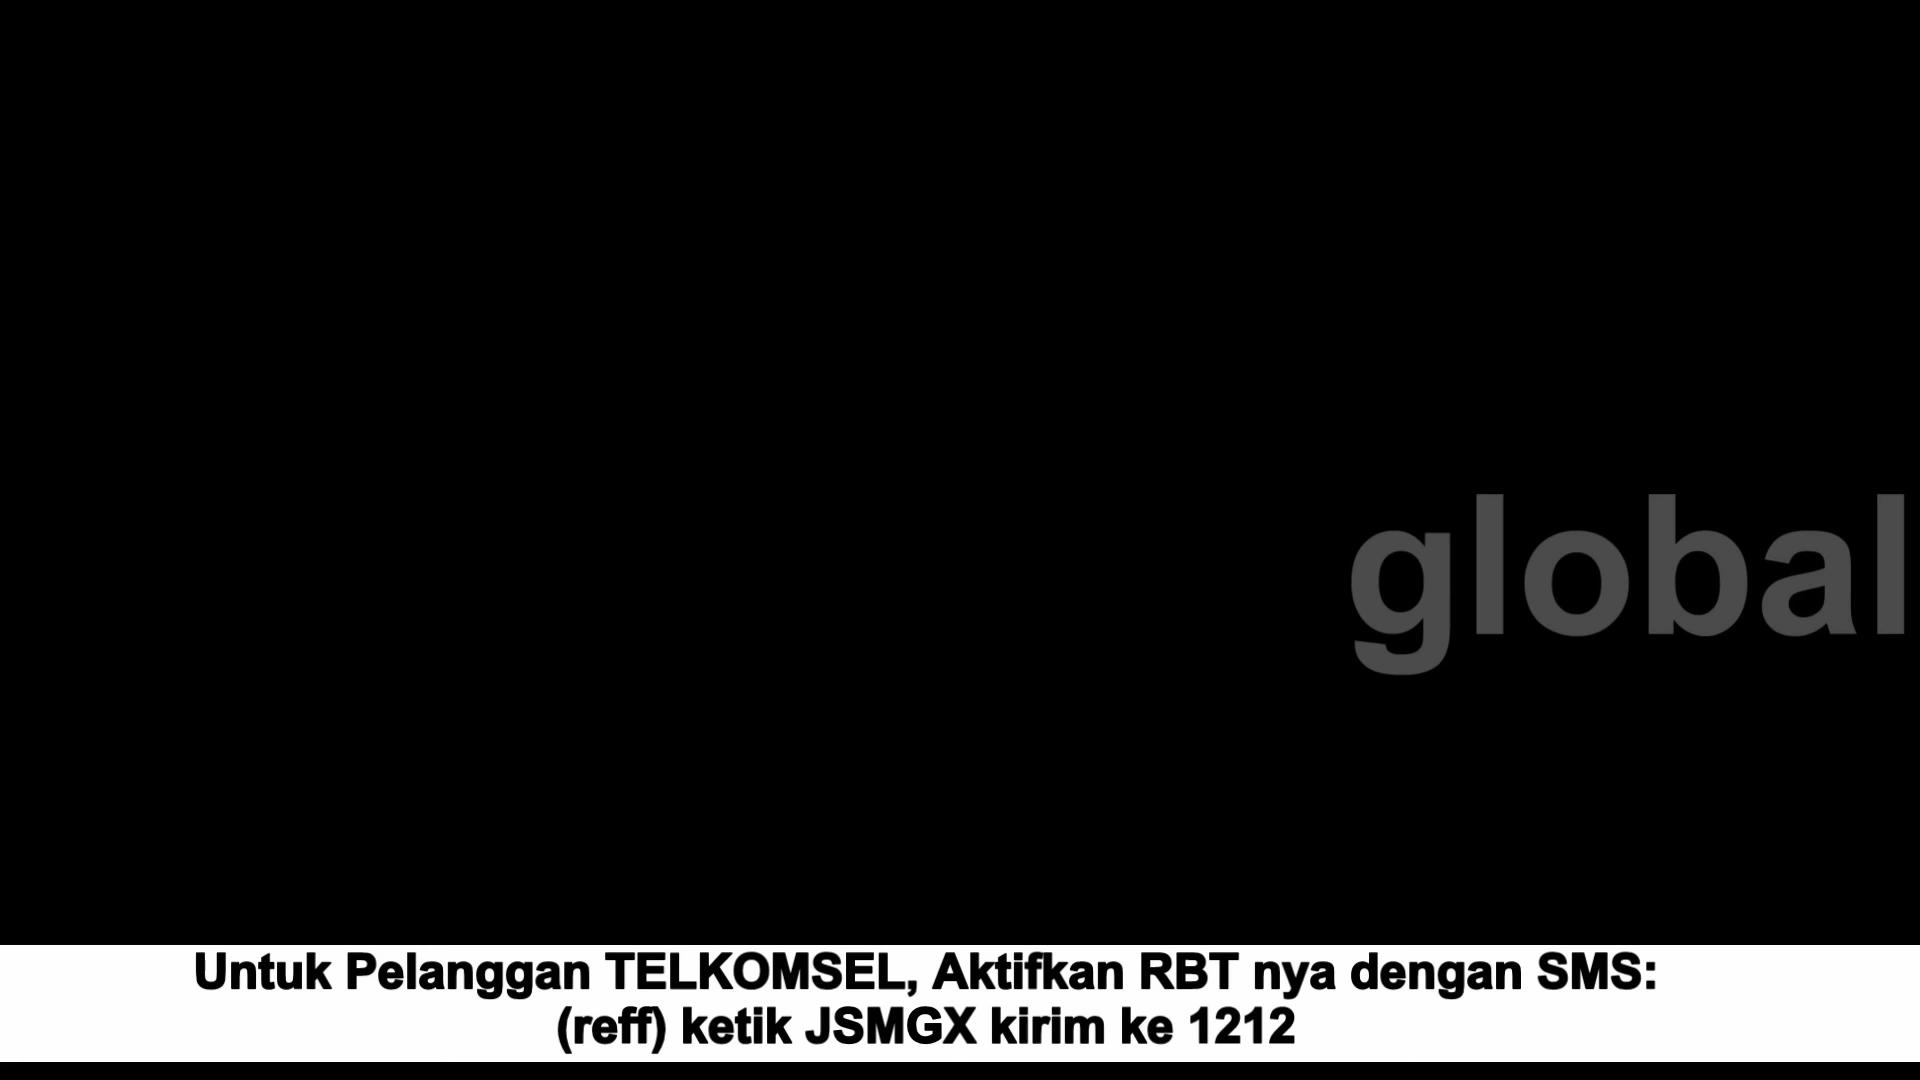 global
Untuk Pelanggan TELKOMSEL, Aktifkan RBT nya dengan SMS:
(reff) ketik JSMGX kirim ke 1212